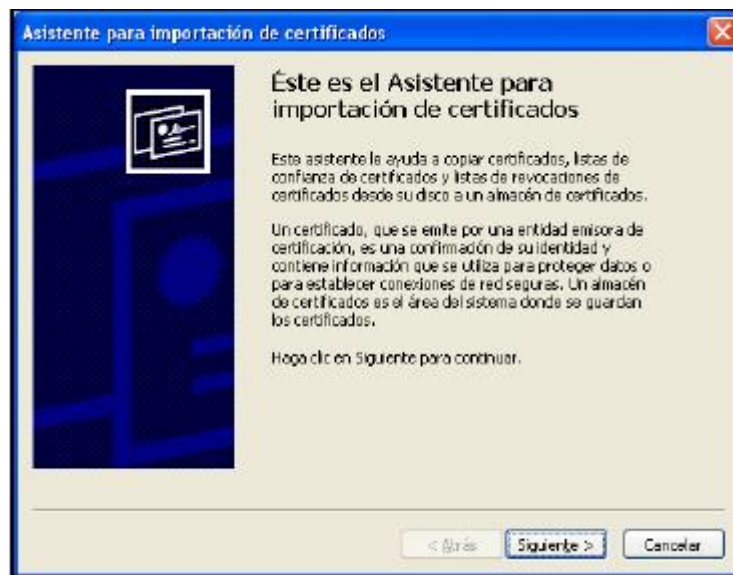 Asistente para importación de certificados
Éste es el Asistente para
importación de certificados
Este asistente le ayuda a copiar certificados, listas de
confianza de certificados y listas de revocaciones de
certificados desde su disco a un almacén de certificados.
Un certificado, que se emite por una entidad emisora de
certificación, es una confirmación de su identidad y
contiene información que se utiliza para proteger datos o
para establecer conexiones de red seguras. Un almacén
de certificados es el área del sistema donde se guardan
los certificados.
Haga clic en Siguiente para continuar.
< Atrás
Siguiente >
Cancelar